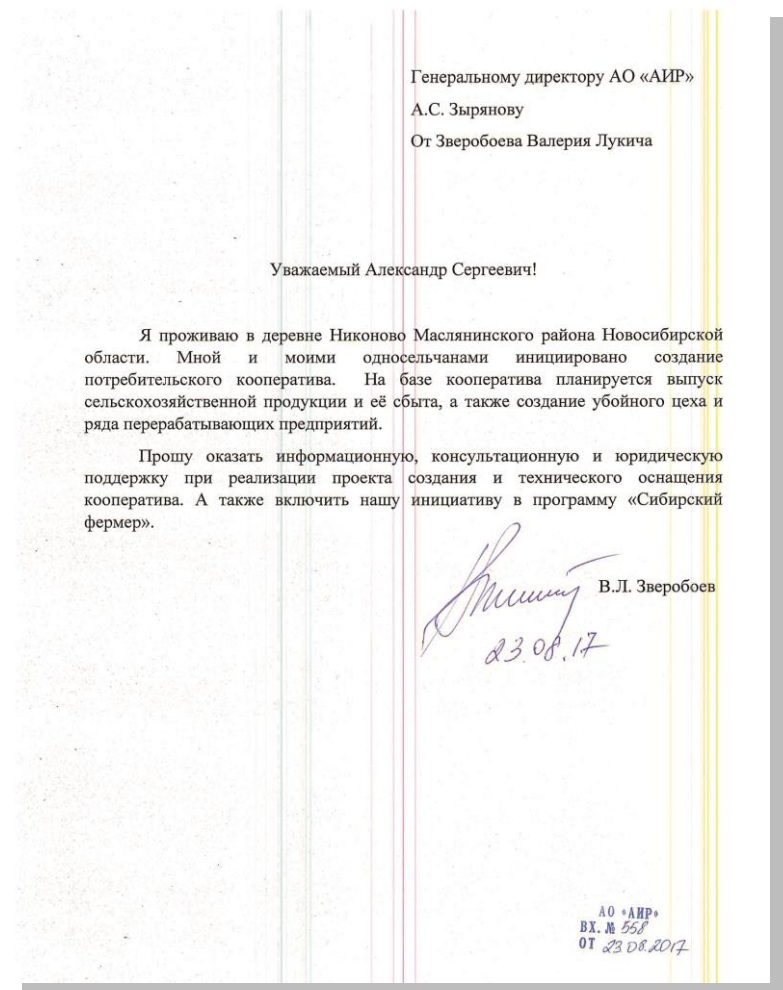 Генеральному директору АО «АИР»
А.С. Зырянову
От Зверобоева Валерия Лукича
Уважаемый Александр Сергеевич!
Я проживаю в деревне Никоново Маслянинского района Новосибирской
области. Мной и моими односельчанами инициировано создание
потребительского кооператива. На базе кооператива планируется выпуск
сельскохозяйственной продукции и её сбыта, а также создание убойного цеха и
ряда перерабатывающих предприятий.
Прошу оказать информационную, консультационную и юридическую
поддержку при реализации проекта создания и технического оснащения
кооператива. А также включить нашу инициативу в программу «Сибирский
фермер».
В.Л. Зверобоев
23.08.17
АО «АИР»
ВХ. № 558
ОТ 23.08.2017